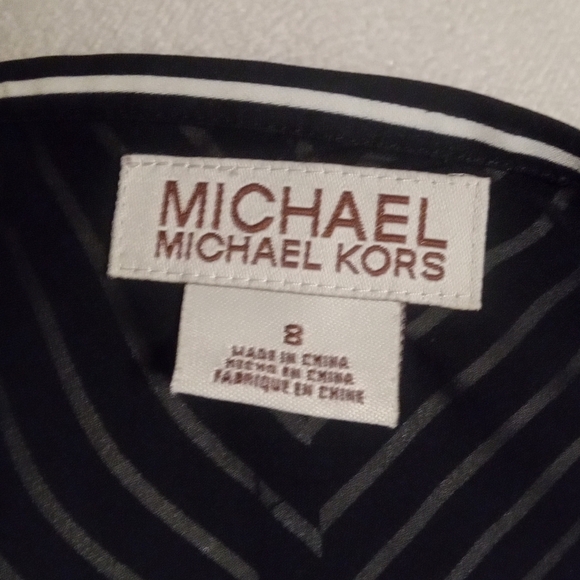 MICHAEL
MICHAEL KORS
8
MADE IN CHINA
HECHO EN CHINA
FABRIQUE EN CHINE